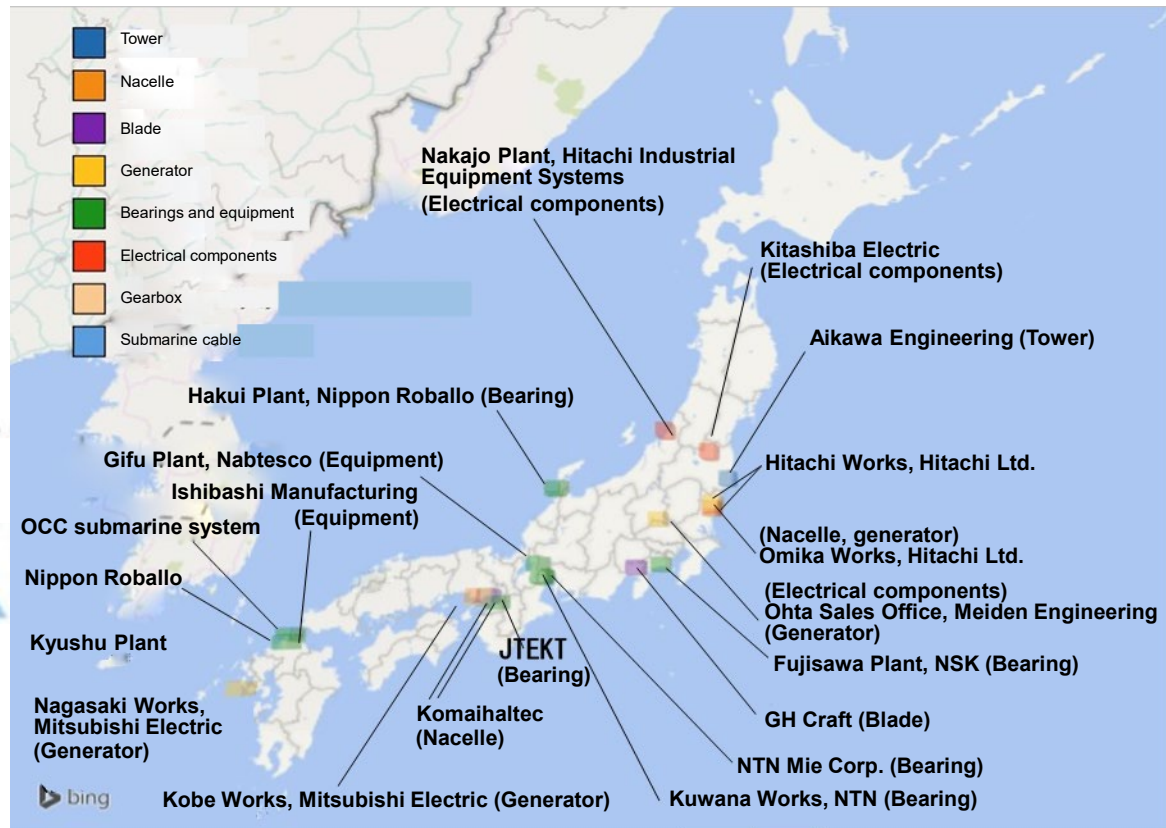 Tower
Nacelle
Blade
Generator
Bearings and equipment
Electrical components
Gearbox
Submarine cable
Nakajo Plant, Hitachi Industrial
Equipment Systems
(Electrical components)
Kitashiba Electric
(Electrical components)
Aikawa Engineering (Tower)
Hakui Plant, Nippon Roballo (Bearing)
Gifu Plant, Nabtesco (Equipment)
Ishibashi Manufacturing
(Equipment)
OCC submarine system
Nippon Roballo
Kyushu Plant
Nagasaki Works,
Mitsubishi Electric
(Generator)
Hitachi Works, Hitachi Ltd.
(Nacelle, generator)
Omika Works, Hitachi Ltd.
(Electrical components)
Ohta Sales Office, Meiden Engineering
(Generator)
Fujisawa Plant, NSK (Bearing)
JTEKT
(Bearing)
Komaihaltec
(Nacelle)
GH Craft (Blade)
NTN Mie Corp. (Bearing)
Kobe Works, Mitsubishi Electric (Generator)
Kuwana Works, NTN (Bearing)
bing